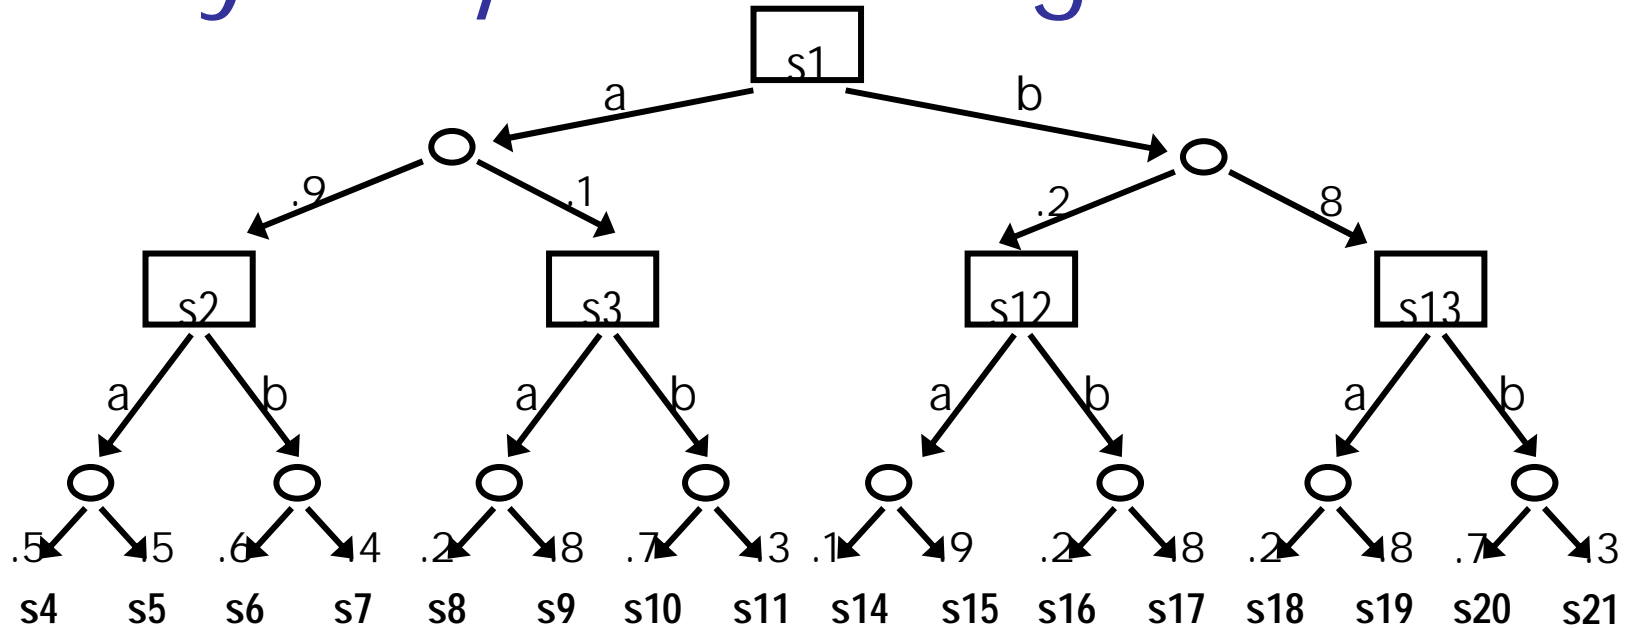 s1
a b
.9 .1 .2 .8
s2 s3 s12 s13
a b a b a b a b
.5 .5 .6 .4 .2 .8 .7 .3 .1 .9 .2 .8 .2 .8 .7 .3
s4 s5 s6 s7 s8 s9 s10 s11 s14 s15 s16 s17 s18 s19 s20 s21